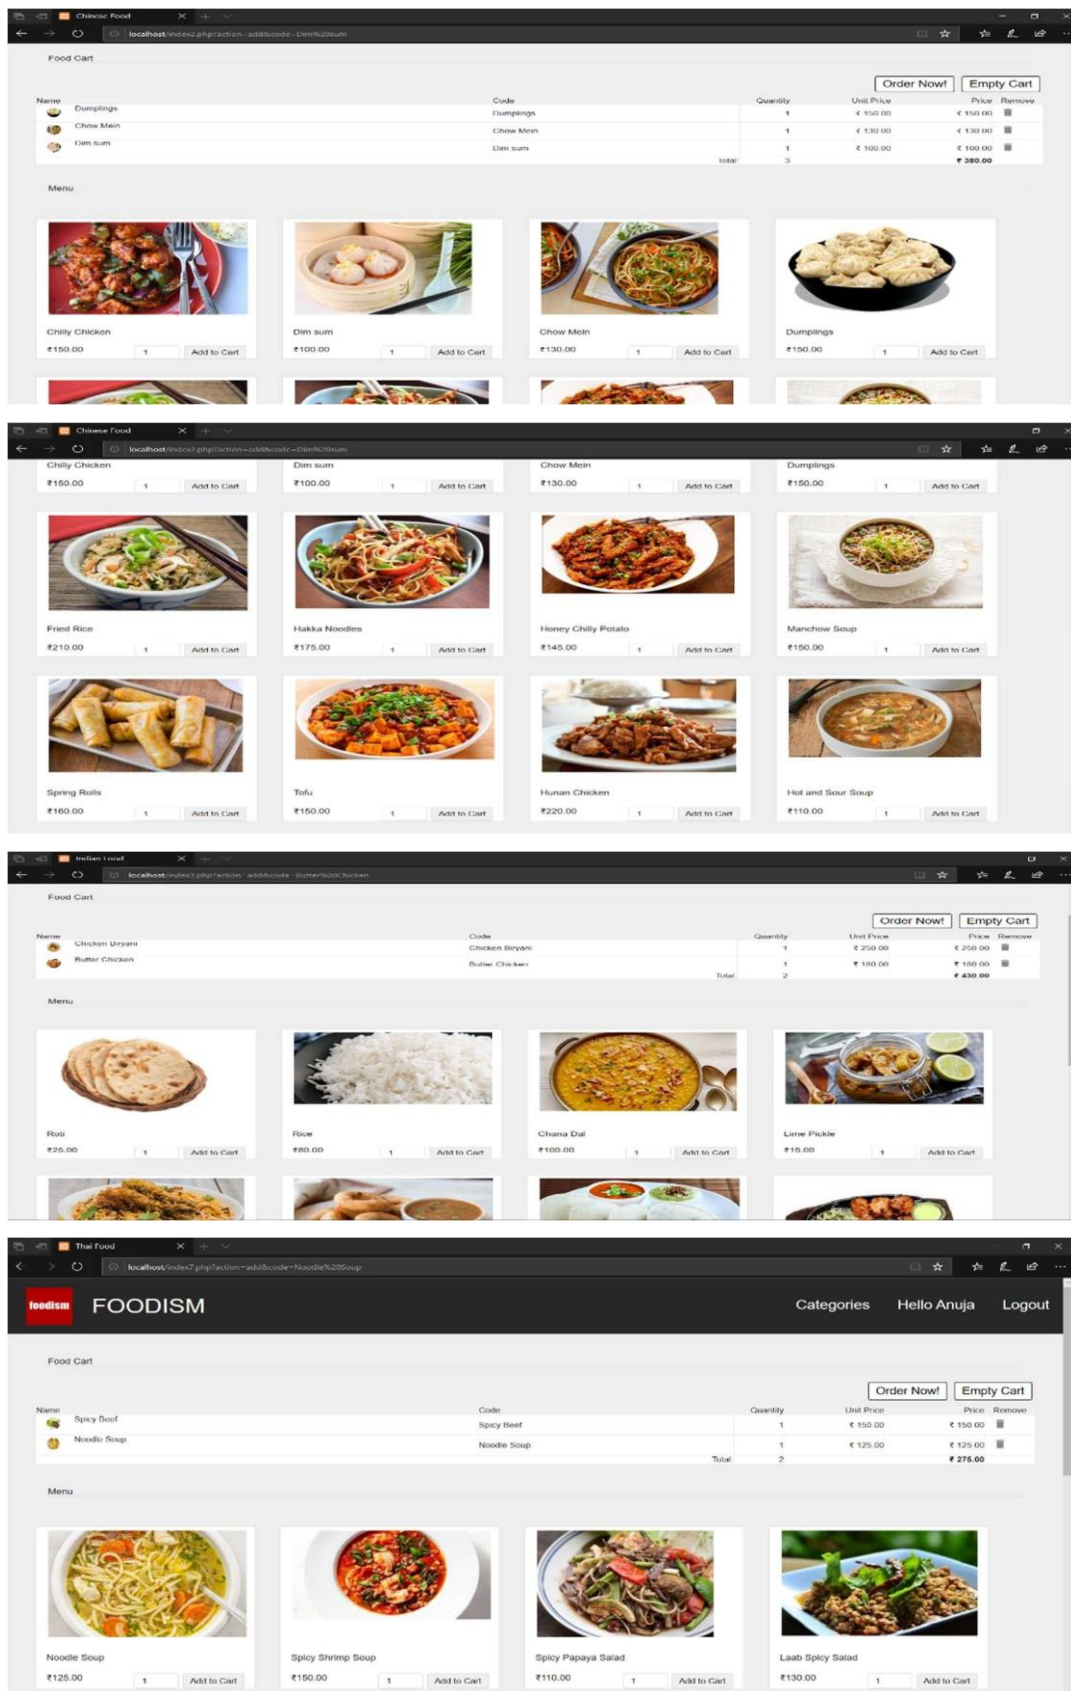 Chinese Food
localhost/index2.php?action=add&code=Dim%20sum
Food Cart
Order Now! Empty Cart
Name Code Quantity Unit Price Price Remove
Dumplings Dumplings 1 ₹ 150.00 ₹ 150.00
Chow Mein Chow Mein 1 ₹ 130.00 ₹ 130.00
Dim sum Dim sum 1 ₹ 100.00 ₹ 100.00
Total: 3 ₹ 380.00
Menu
Chilly Chicken Dim sum Chow Mein Dumplings
₹150.00 1 Add to Cart ₹100.00 1 Add to Cart ₹130.00 1 Add to Cart ₹150.00 1 Add to Cart
Chinese Food
localhost/index2.php?action=add&code=Dim%20sum
Chilly Chicken Dim sum Chow Mein Dumplings
₹150.00 1 Add to Cart ₹100.00 1 Add to Cart ₹130.00 1 Add to Cart ₹150.00 1 Add to Cart
Fried Rice Hakka Noodles Honey Chilly Potato Manchow Soup
₹210.00 1 Add to Cart ₹175.00 1 Add to Cart ₹145.00 1 Add to Cart ₹150.00 1 Add to Cart
Spring Rolls Tofu Hunan Chicken Hot and Sour Soup
₹160.00 1 Add to Cart ₹150.00 1 Add to Cart ₹220.00 1 Add to Cart ₹110.00 1 Add to Cart
Indian Food
localhost/index3.php?action=add&code=Butter%20Chicken
Food Cart
Order Now! Empty Cart
Name Code Quantity Unit Price Price Remove
Chicken Biryani Chicken Biryani 1 ₹ 250.00 ₹ 250.00
Butter Chicken Butter Chicken 1 ₹ 180.00 ₹ 180.00
Total: 2 ₹ 430.00
Menu
Roti Rice Chana Dal Lime Pickle
₹25.00 1 Add to Cart ₹80.00 1 Add to Cart ₹100.00 1 Add to Cart ₹15.00 1 Add to Cart
Thai Food
localhost/index7.php?action=add&code=Noodle%20Soup
foodism FOODISM Categories Hello Anuja Logout
Food Cart
Order Now! Empty Cart
Name Code Quantity Unit Price Price Remove
Spicy Beef Spicy Beef 1 ₹ 150.00 ₹ 150.00
Noodle Soup Noodle Soup 1 ₹ 125.00 ₹ 125.00
Total: 2 ₹ 275.00
Menu
Noodle Soup Spicy Shrimp Soup Spicy Papaya Salad Laab Spicy Salad
₹125.00 1 Add to Cart ₹150.00 1 Add to Cart ₹110.00 1 Add to Cart ₹130.00 1 Add to Cart